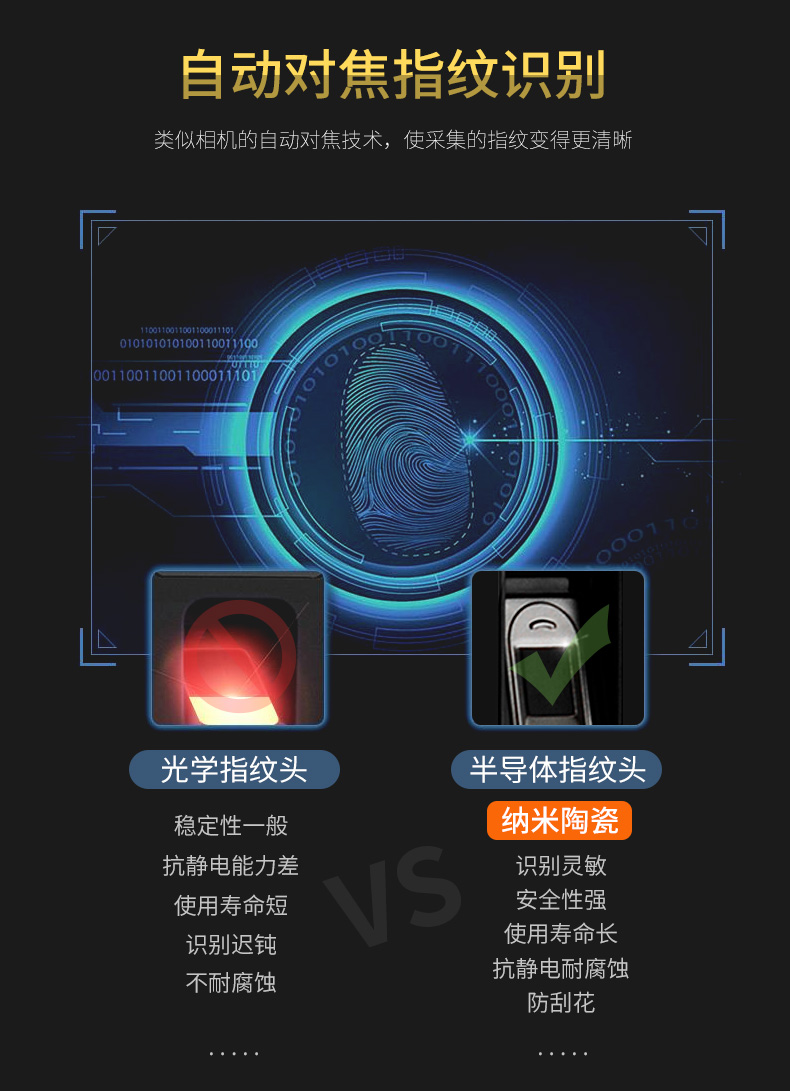 自动对焦指纹识别
类似相机的自动对焦技术，使采集的指纹变得更清晰
1100110011001100011101
010101010100110011100
00110011001100011101
光学指纹头
半导体指纹头
稳定性一般
纳米陶瓷
抗静电能力差
识别灵敏
使用寿命短
安全性强
识别迟钝
使用寿命长
不耐腐蚀
抗静电耐腐蚀
防刮花
VS
.....
.....